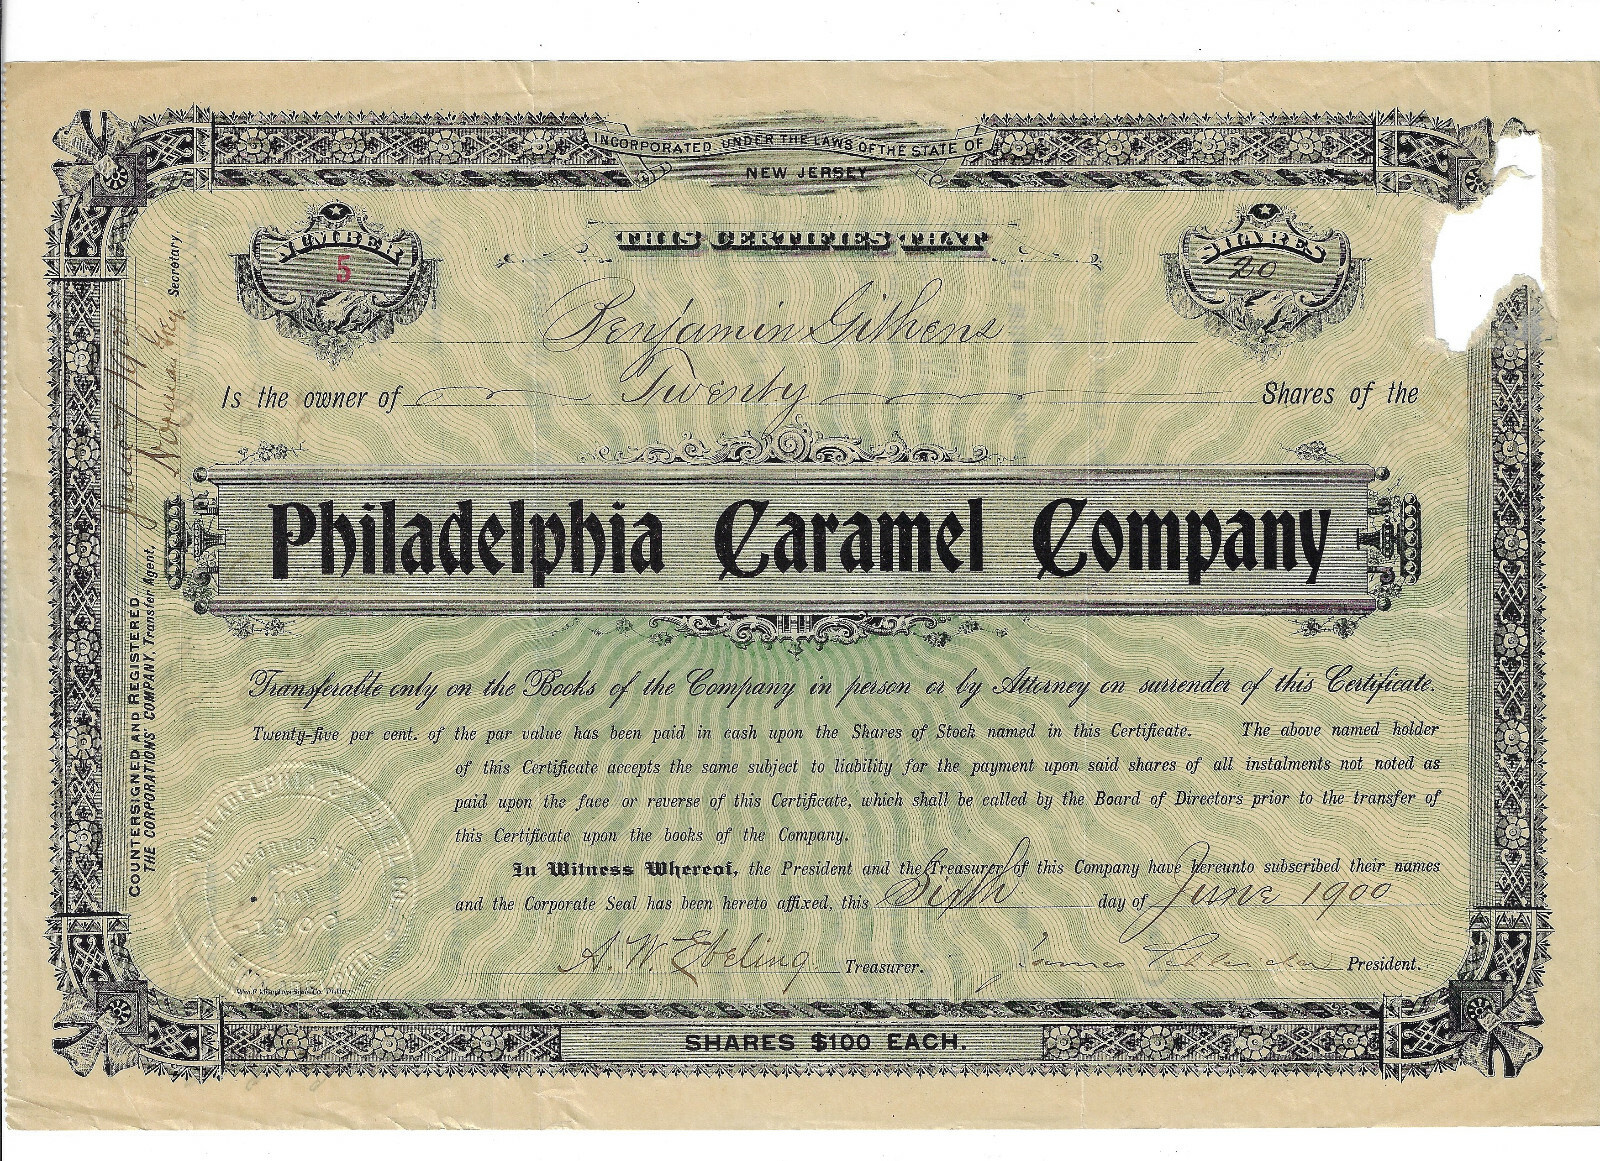 INCORPORATED UNDER THE LAWS OF THE STATE OF
NEW JERSEY
NUMBER
5
THIS CERTIFIES THAT
SHARES
20
Benjamin Githens
Is the owner of Twenty Shares of the
Philadelphia Caramel Company
Transferable only on the Books of the Company in person or by Attorney on surrender of this Certificate.
Twenty-five per cent. of the par value has been paid in cash upon the Shares of Stock named in this Certificate. The above named holder
of this Certificate accepts the same subject to liability for the payment upon said shares of all instalments not noted as
paid upon the face or reverse of this Certificate, which shall be called by the Board of Directors prior to the transfer of
this Certificate upon the books of the Company.
In Witness Whereof, the President and the Treasurer of this Company have hereunto subscribed their names
and the Corporate Seal has been hereto affixed, this Sixth day of June 1900
A. W. Ebeling Treasurer. James President.
SHARES $100 EACH.
COUNTERSIGNED AND REGISTERED
THE CORPORATIONS' COMPANY, Transfer Agent,
Secretary
PHILADELPHIA CARAMEL CO.
INCORPORATED
1900